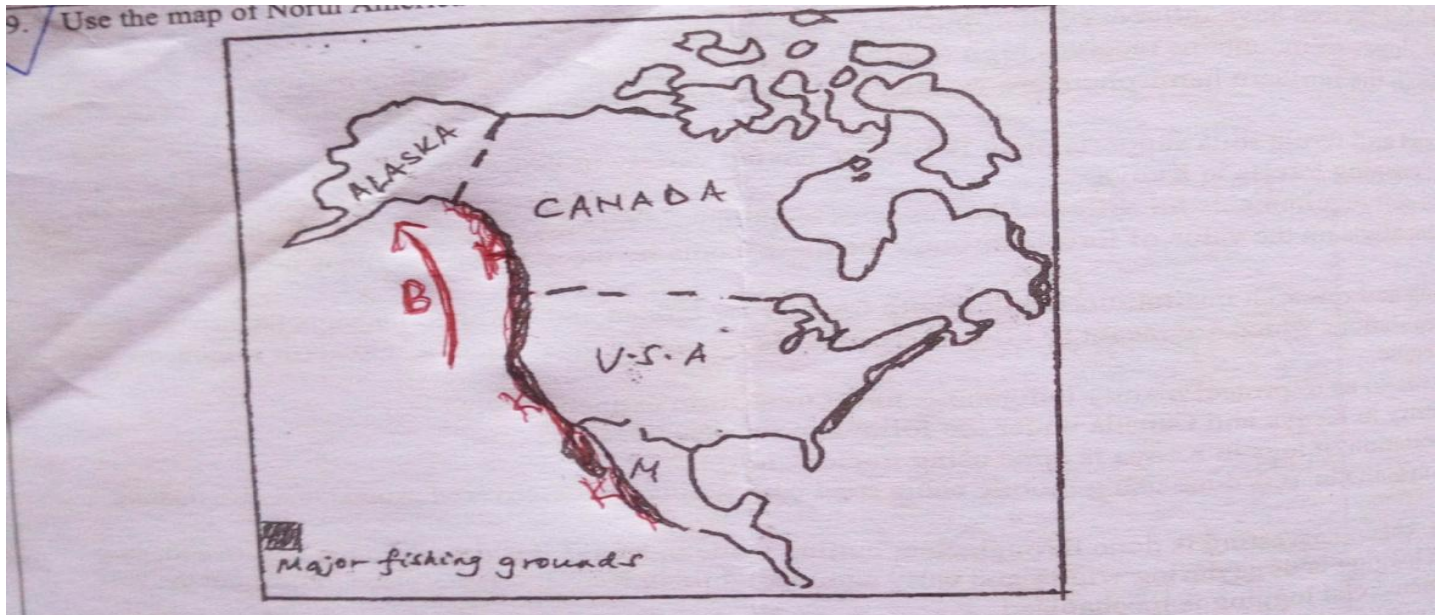 9. Use the map of North
ALASKA
CANADA
B
U.S.A
K
K
M
K
Major fishing grounds